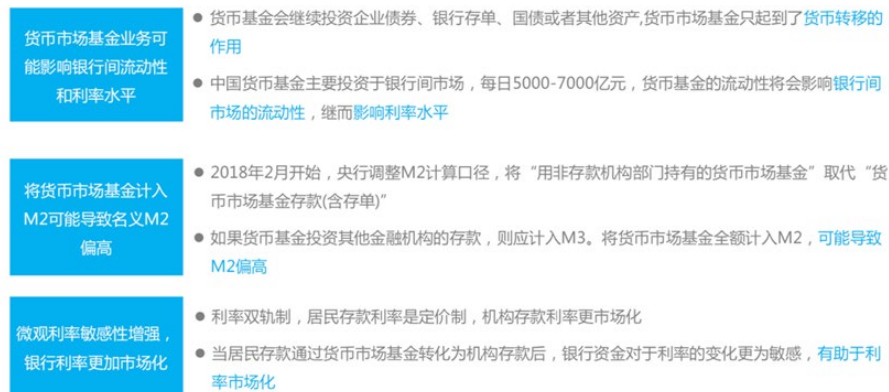 货币市场基金业务可
能影响银行间流动性
和利率水平
● 货币基金会继续投资企业债券、银行存单、国债或者其他资产,货币市场基金只起到了货币转移的
作用
● 中国货币基金主要投资于银行间市场，每日5000-7000亿元，货币基金的流动性将会影响银行间
市场的流动性，继而影响利率水平
将货币市场基金计入
M2可能导致名义M2
偏高
● 2018年2月开始，央行调整M2计算口径，将“用非存款机构部门持有的货币市场基金”取代“货
币市场基金存款(含存单)”
● 如果货币基金投资其他金融机构的存款，则应计入M3。将货币市场基金全额计入M2，可能导致
M2偏高
微观利率敏感性增强，
银行利率更加市场化
● 利率双轨制，居民存款利率是定价制，机构存款利率更市场化
● 当居民存款通过货币市场基金转化为机构存款后，银行资金对于利率的变化更为敏感，有助于利
率市场化